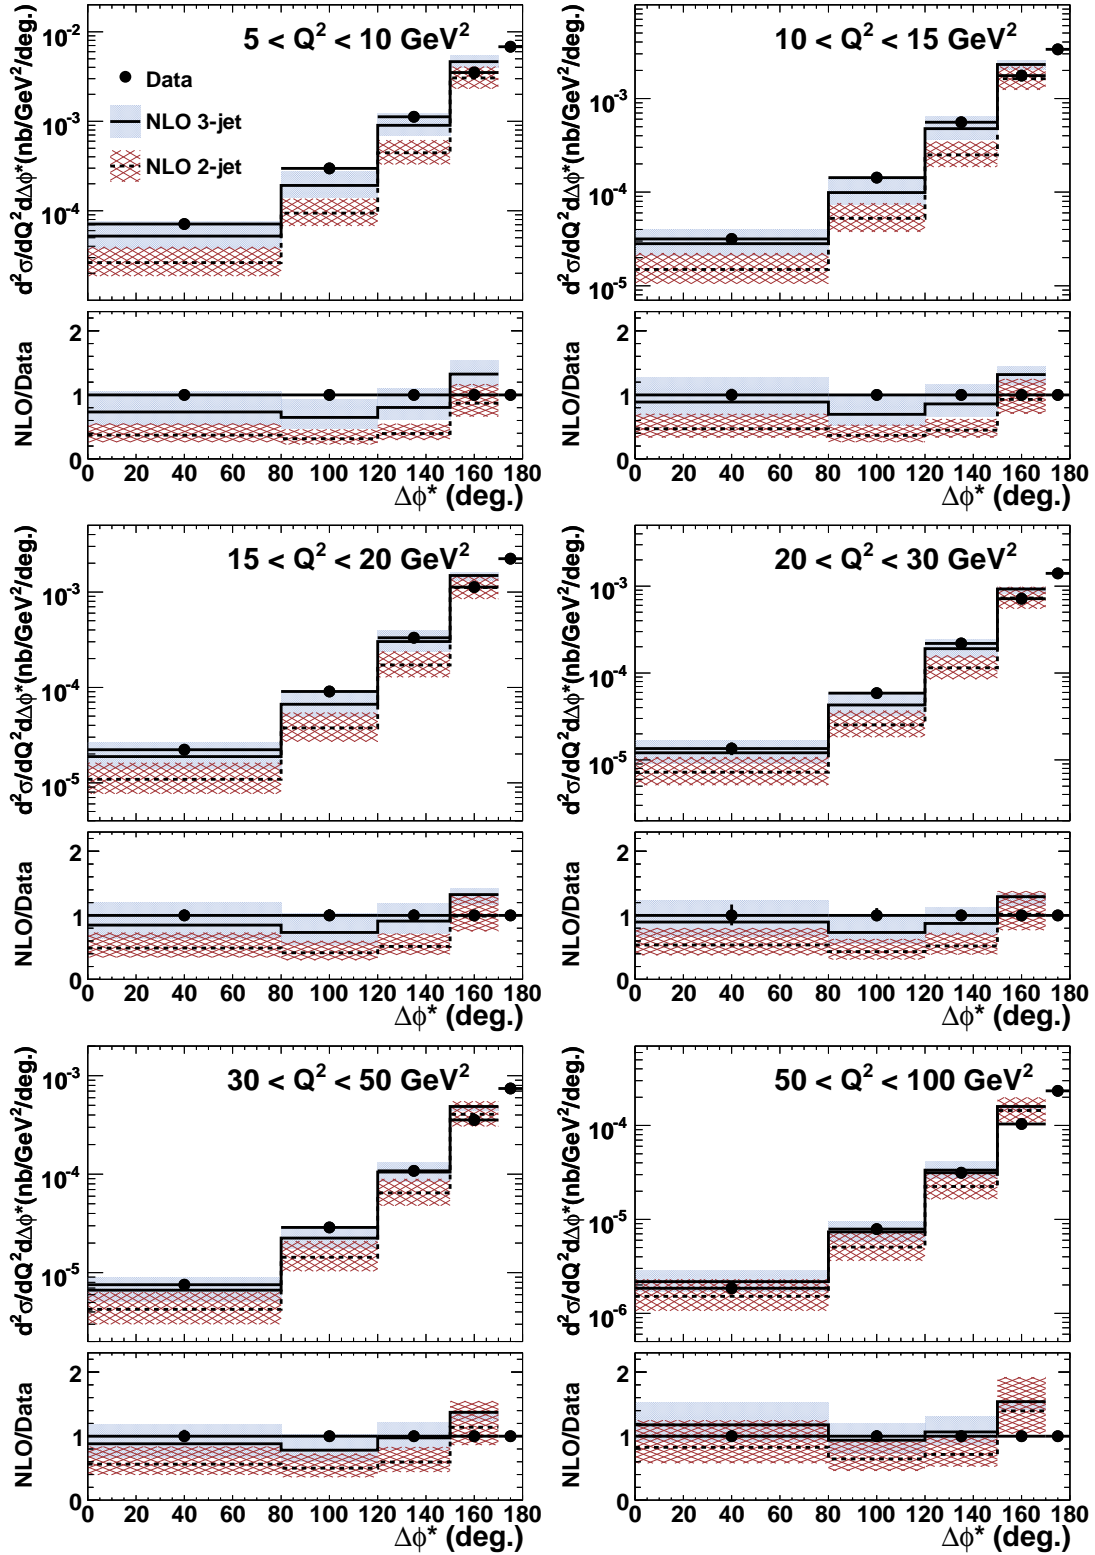 5 < Q² < 10 GeV²
Data
NLO 3-jet
NLO 2-jet
10⁻²
10⁻³
10⁻⁴
d²σ/dQ²dΔϕ*(nb/GeV²/deg.)
NLO/Data
2
1
0
0 20 40 60 80 100 120 140 160 180
Δϕ* (deg.)
10 < Q² < 15 GeV²
10⁻³
10⁻⁴
10⁻⁵
d²σ/dQ²dΔϕ*(nb/GeV²/deg.)
NLO/Data
2
1
0
0 20 40 60 80 100 120 140 160 180
Δϕ* (deg.)
15 < Q² < 20 GeV²
10⁻³
10⁻⁴
10⁻⁵
d²σ/dQ²dΔϕ*(nb/GeV²/deg.)
NLO/Data
2
1
0
0 20 40 60 80 100 120 140 160 180
Δϕ* (deg.)
20 < Q² < 30 GeV²
10⁻³
10⁻⁴
10⁻⁵
d²σ/dQ²dΔϕ*(nb/GeV²/deg.)
NLO/Data
2
1
0
0 20 40 60 80 100 120 140 160 180
Δϕ* (deg.)
30 < Q² < 50 GeV²
10⁻³
10⁻⁴
10⁻⁵
d²σ/dQ²dΔϕ*(nb/GeV²/deg.)
NLO/Data
2
1
0
0 20 40 60 80 100 120 140 160 180
Δϕ* (deg.)
50 < Q² < 100 GeV²
10⁻⁴
10⁻⁵
10⁻⁶
d²σ/dQ²dΔϕ*(nb/GeV²/deg.)
NLO/Data
2
1
0
0 20 40 60 80 100 120 140 160 180
Δϕ* (deg.)